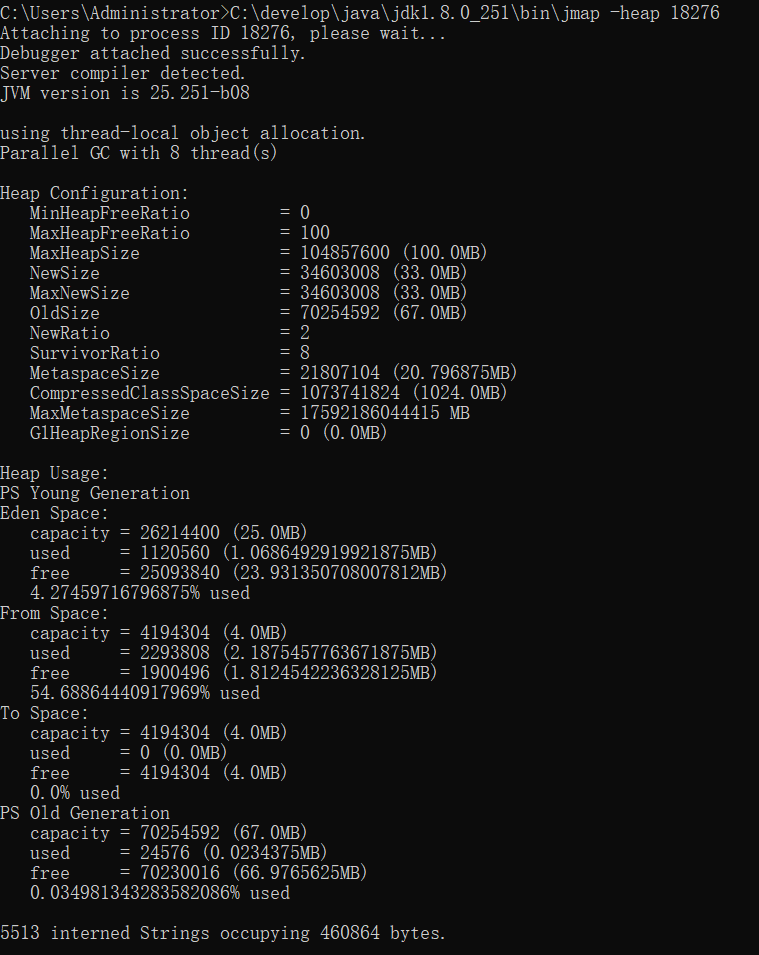 C:\Users\Administrator>C:\develop\java\jdk1.8.0_251\bin\jmap -heap 18276
Attaching to process ID 18276, please wait...
Debugger attached successfully.
Server compiler detected.
JVM version is 25.251-b08

using thread-local object allocation.
Parallel GC with 8 thread(s)

Heap Configuration:
   MinHeapFreeRatio         = 0
   MaxHeapFreeRatio         = 100
   MaxHeapSize              = 104857600 (100.0MB)
   NewSize                  = 34603008 (33.0MB)
   MaxNewSize               = 34603008 (33.0MB)
   OldSize                  = 70254592 (67.0MB)
   NewRatio                 = 2
   SurvivorRatio            = 8
   MetaspaceSize            = 21807104 (20.796875MB)
   CompressedClassSpaceSize = 1073741824 (1024.0MB)
   MaxMetaspaceSize         = 17592186044415 MB
   G1HeapRegionSize         = 0 (0.0MB)

Heap Usage:
PS Young Generation
Eden Space:
   capacity = 26214400 (25.0MB)
   used     = 1120560 (1.0686492919921875MB)
   free     = 25093840 (23.931350708007812MB)
   4.27459716796875% used
From Space:
   capacity = 4194304 (4.0MB)
   used     = 2293808 (2.1875457763671875MB)
   free     = 1900496 (1.8124542236328125MB)
   54.68864440917969% used
To Space:
   capacity = 4194304 (4.0MB)
   used     = 0 (0.0MB)
   free     = 4194304 (4.0MB)
   0.0% used
PS Old Generation
   capacity = 70254592 (67.0MB)
   used     = 24576 (0.0234375MB)
   free     = 70230016 (66.9765625MB)
   0.034981343283582086% used

5513 interned Strings occupying 460864 bytes.